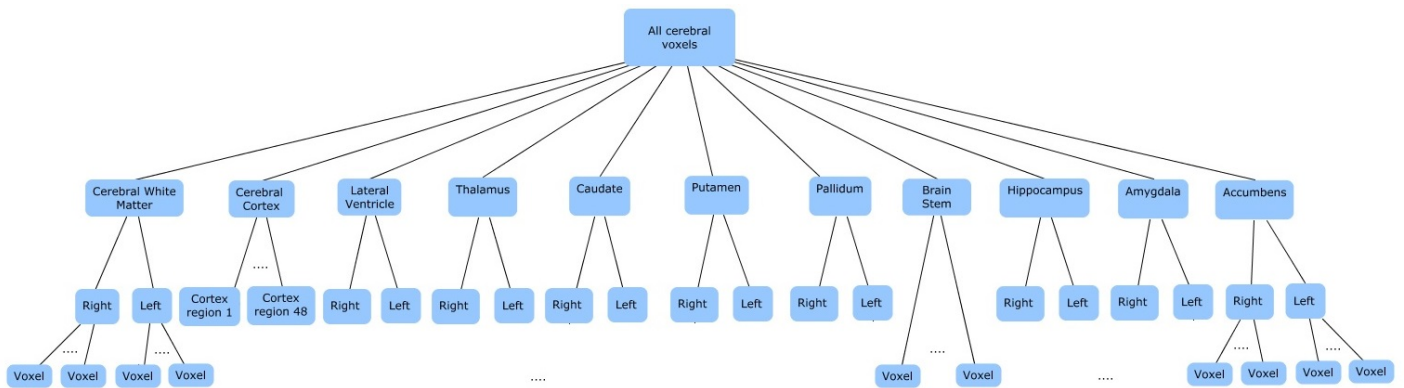 All cerebral
voxels
Cerebral White
Matter
Cerebral
Cortex
Lateral
Ventricle
Thalamus
Caudate
Putamen
Pallidum
Brain
Stem
Hippocampus
Amygdala
Accumbens
....
Right
Left
Cortex
region 1
Cortex
region 48
Right
Left
Right
Left
Right
Left
Right
Left
Right
Left
Right
Left
Right
Left
Right
Left
....
....
....
....
....
Voxel
Voxel
Voxel
Voxel
....
Voxel
Voxel
....
Voxel
Voxel
Voxel
Voxel